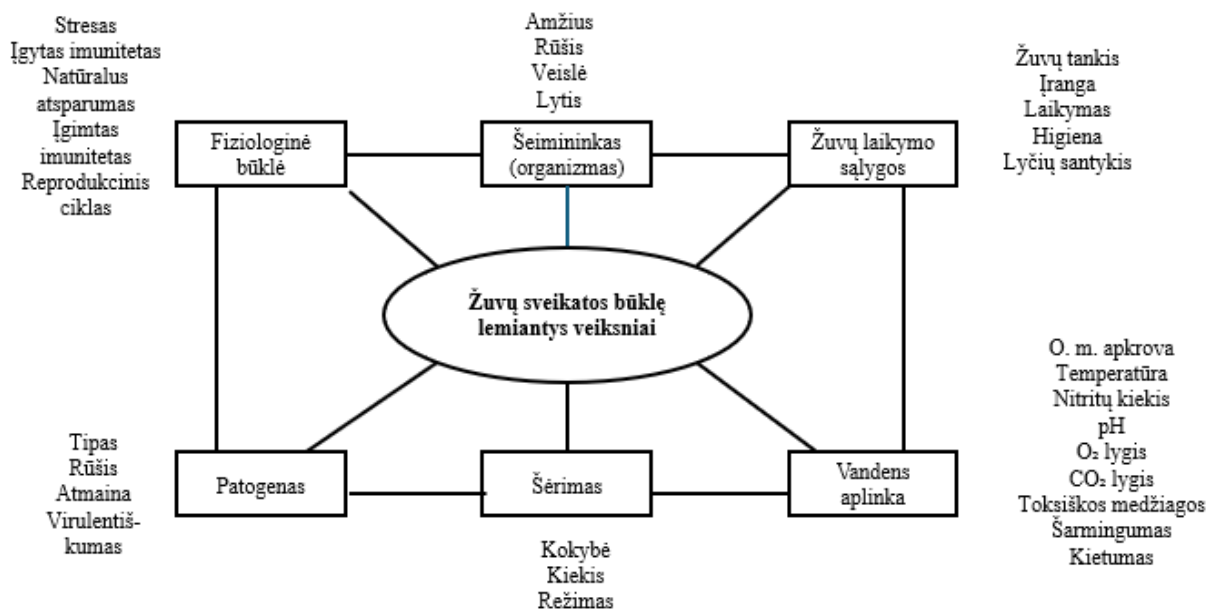 Stresas
Įgytas imunitetas
Natūralus
atsparumas
Įgimtas
imunitetas
Reprodukcinis
ciklas
Amžius
Rūšis
Veislė
Lytis
Žuvų tankis
Įranga
Laikymas
Higiena
Lyčių santykis
Fiziologinė
būklė
Šeimininkas
(organizmas)
Žuvų laikymo
sąlygos
Žuvų sveikatos būklę
lemiantys veiksniai
Tipas
Rūšis
Atmaina
Virulentiš-
kumas
Patogenas
Šėrimas
Vandens
aplinka
O. m. apkrova
Temperatūra
Nitritų kiekis
pH
O₂ lygis
CO₂ lygis
Toksiškos medžiagos
Šarmingumas
Kietumas
Kokybė
Kiekis
Režimas